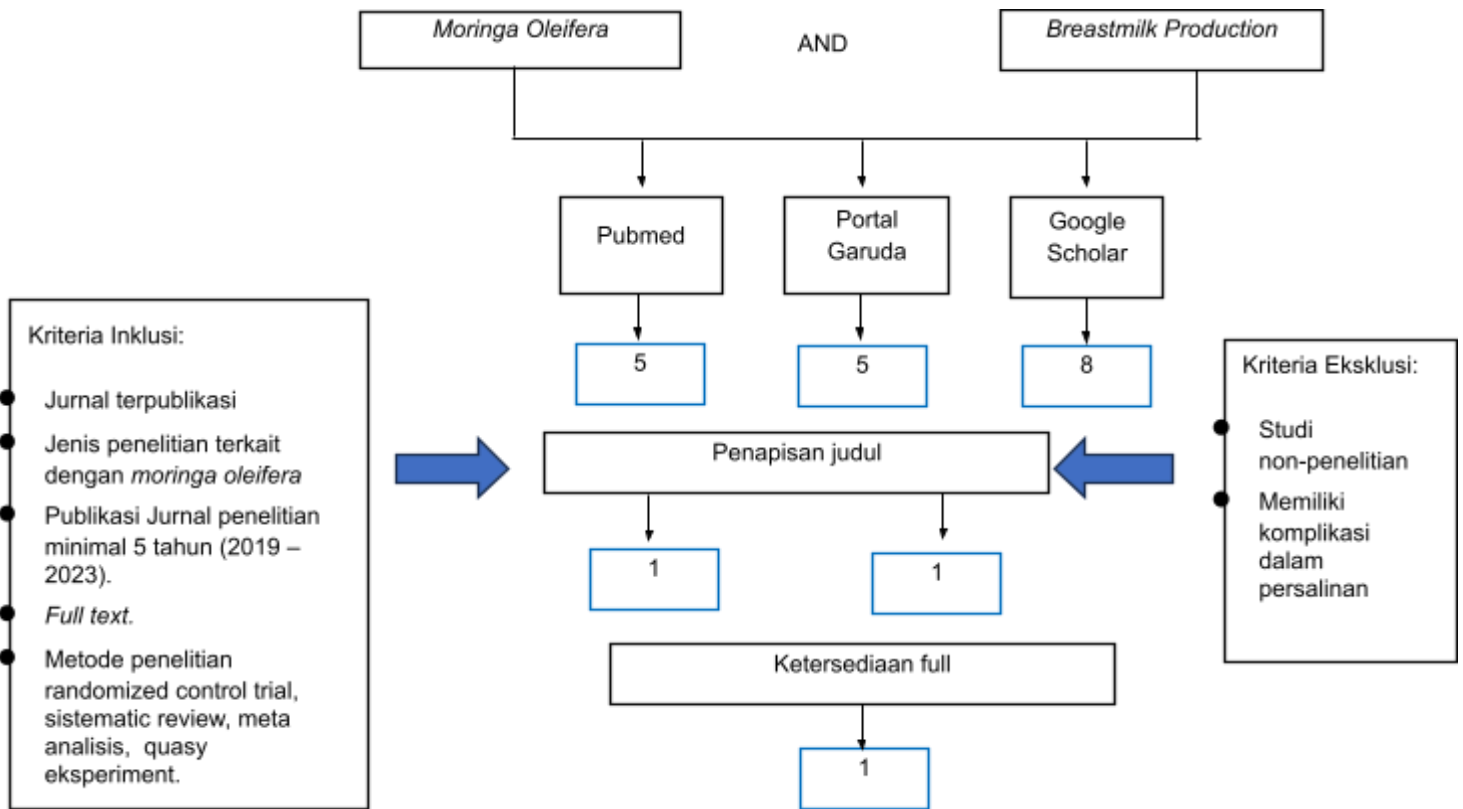 Moringa Oleifera
AND
Breastmilk Production
Pubmed
Portal
Garuda
Google
Scholar
5
5
8
Kriteria Inklusi:
Jurnal terpublikasi
Jenis penelitian terkait
dengan moringa oleifera
Publikasi Jurnal penelitian
minimal 5 tahun (2019 –
2023).
Full text.
Metode penelitian
randomized control trial,
sistematic review, meta
analisis, quasy
eksperiment.
Penapisan judul
1
1
Ketersediaan full
1
Kriteria Eksklusi:
Studi
non-penelitian
Memiliki
komplikasi
dalam
persalinan